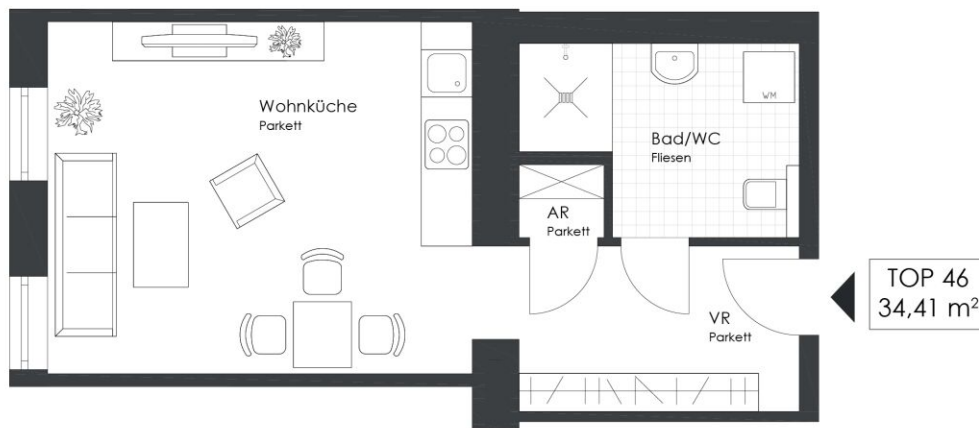 Wohnküche
Parkett
Bad/WC
Fliesen
WM
AR
Parkett
VR
Parkett
TOP 46
34,41 m²